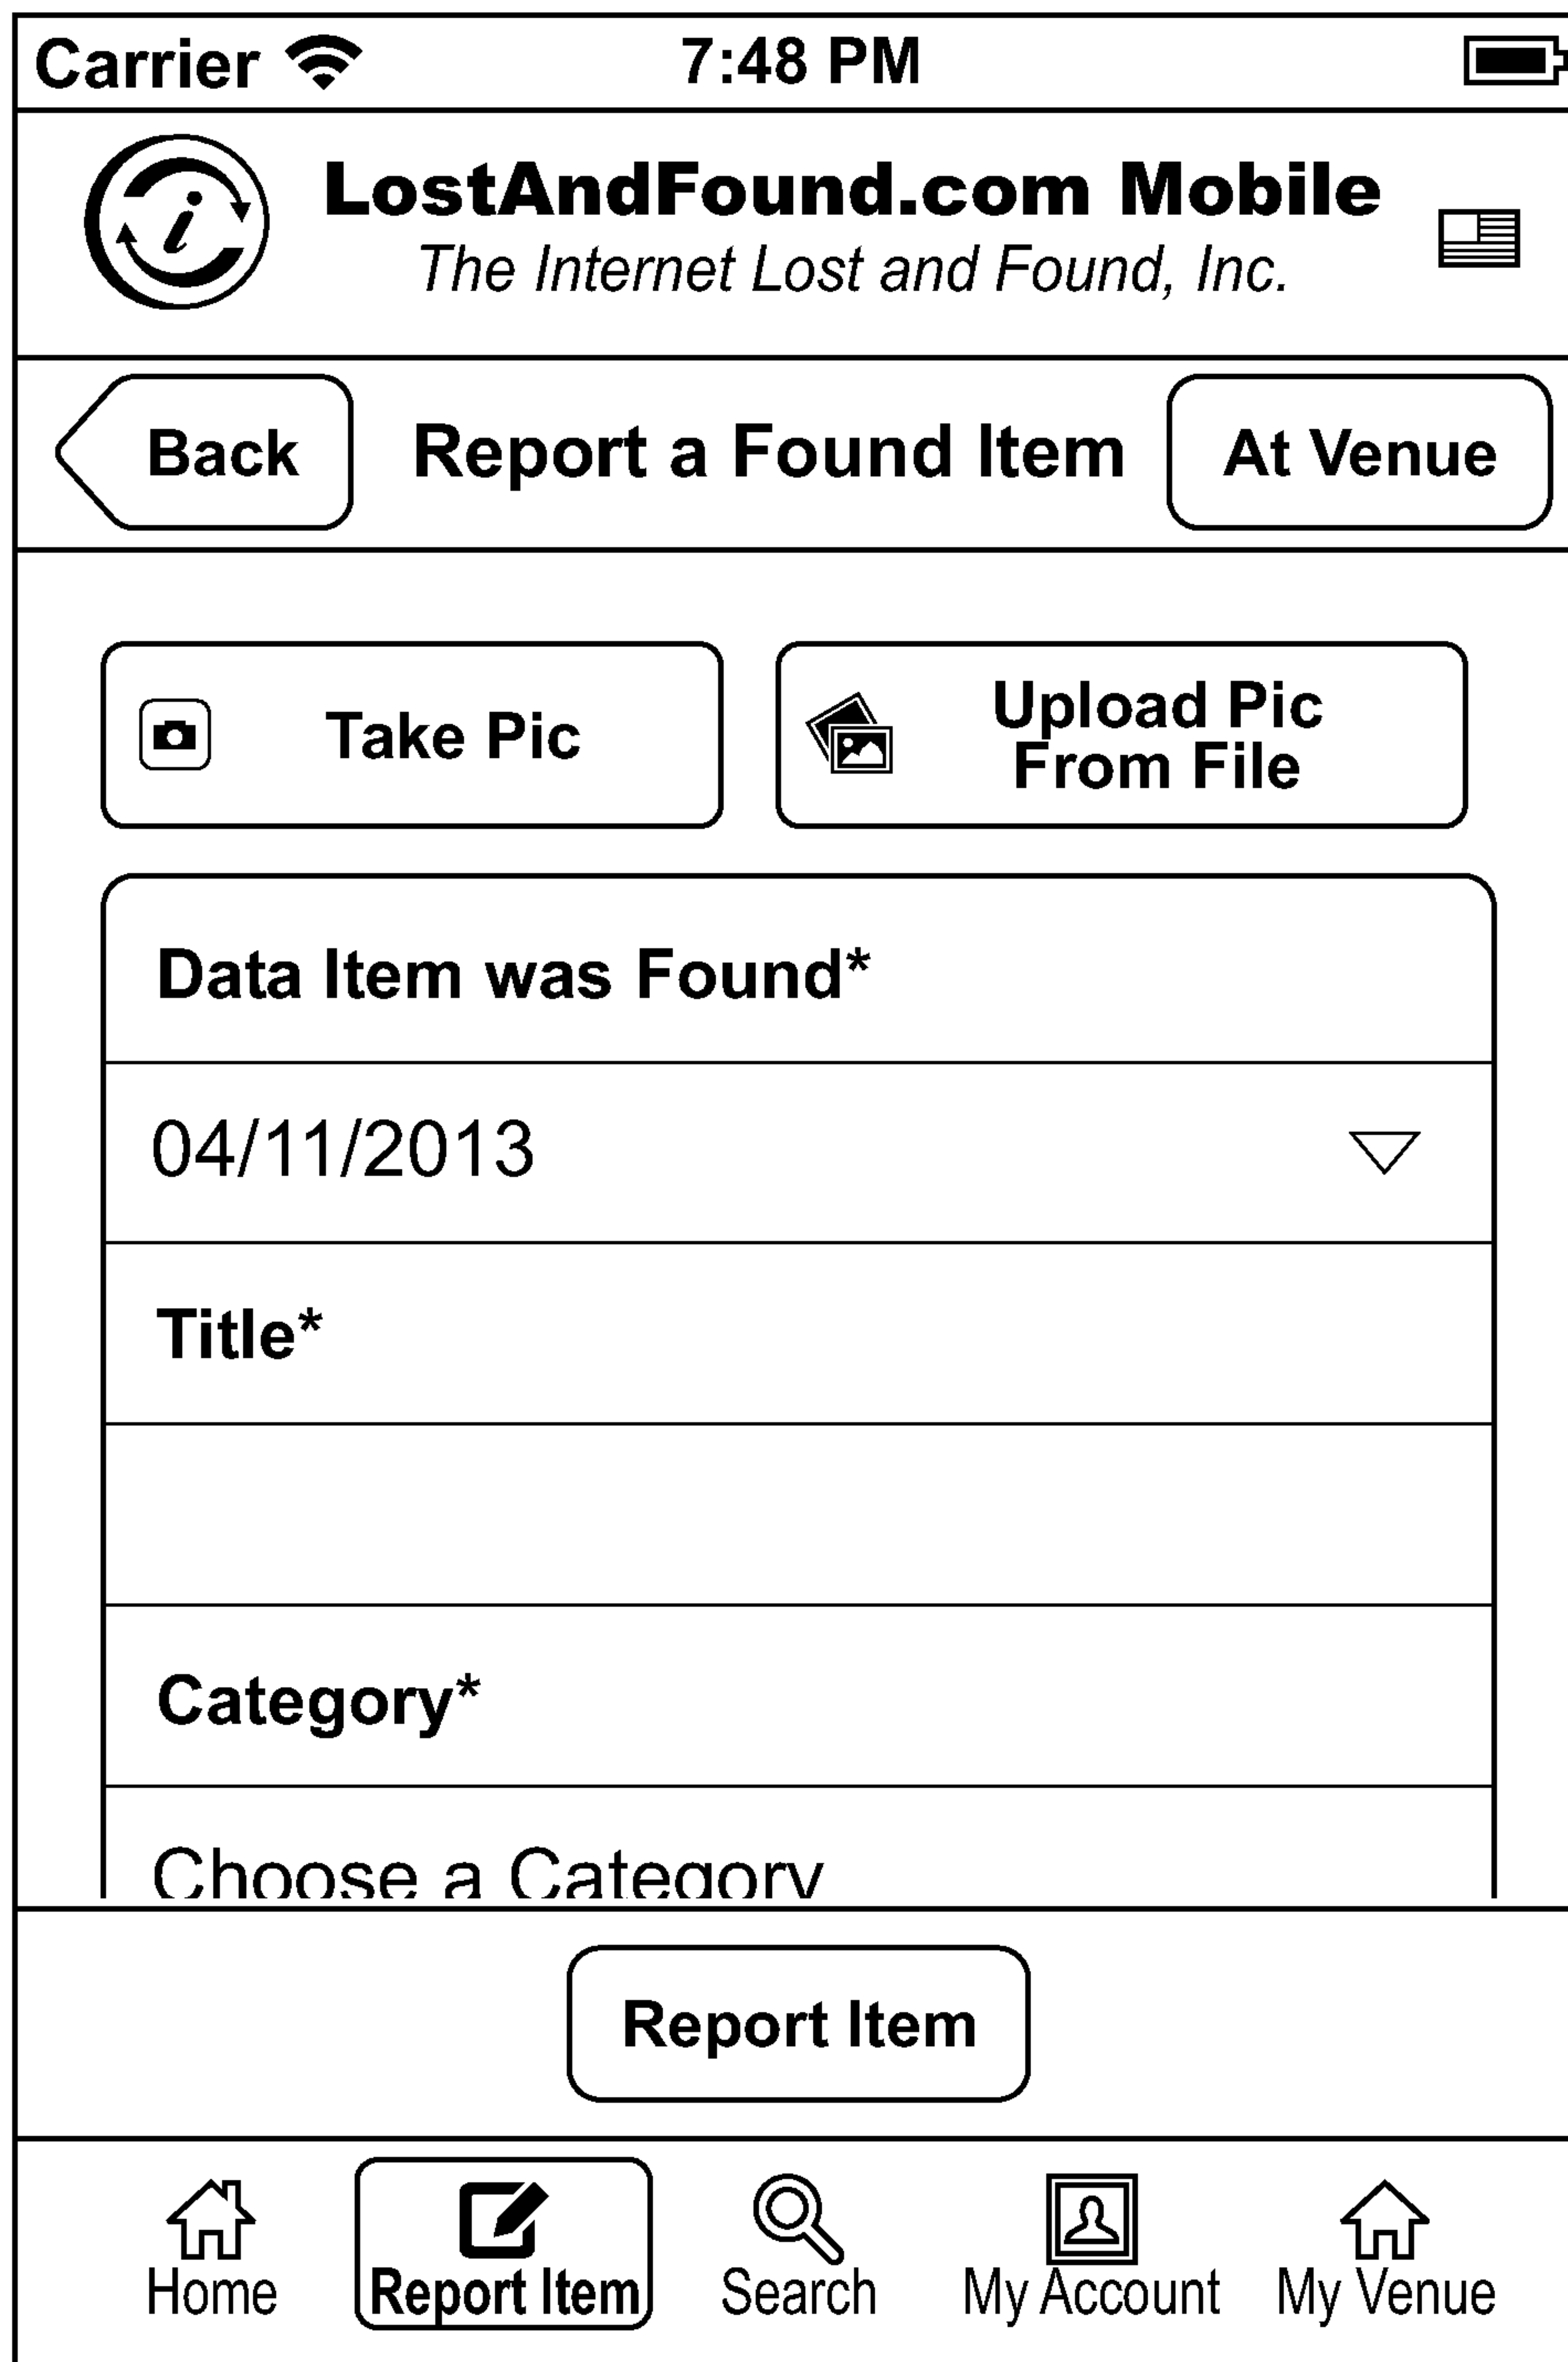 Carrier 7:48 PM
LostAndFound.com Mobile
The Internet Lost and Found, Inc.
Back Report a Found Item At Venue
Take Pic
Upload Pic
From File
Data Item was Found*
04/11/2013
Title*
Category*
Choose a Category
Report Item
Home Report Item Search My Account My Venue